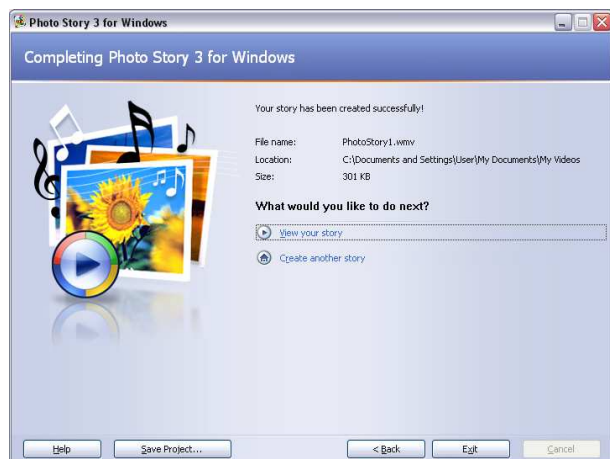 Photo Story 3 for Windows
Completing Photo Story 3 for Windows
Your story has been created successfully!
File name: PhotoStory1.wmv
Location: C:\Documents and Settings\User\My Documents\My Videos
Size: 301 KB
What would you like to do next?
View your story
Create another story
Help Save Project... < Back Exit Cancel